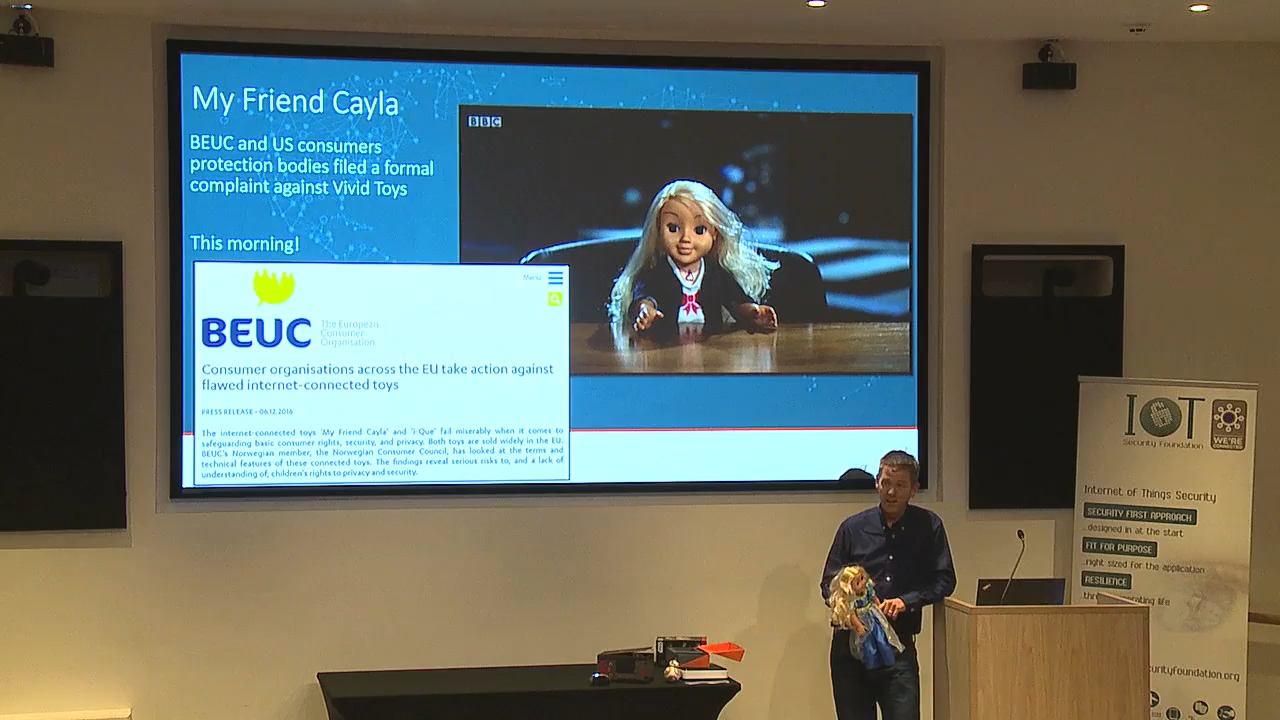 My Friend Cayla
BEUC and US consumers
protection bodies filed a formal
complaint against Vivid Toys
This morning!
BBC
Menu
BEUC
The European
Consumer
Organisation
Consumer organisations across the EU take action against
flawed internet-connected toys
PRESS RELEASE - 06.12.2016
The internet-connected toys 'My Friend Cayla' and 'i-Que' fail miserably when it comes to
safeguarding basic consumer rights, security, and privacy. Both toys are sold widely in the EU.
BEUC's Norwegian member, the Norwegian Consumer Council, has looked at the terms and
technical features of these connected toys. The findings reveal serious risks to, and a lack of
understanding of, children's rights to privacy and security.
IOT
Security Foundation
WE'RE
CONNECTED
Internet of Things Security
SECURITY FIRST APPROACH
...designed in at the start
FIT FOR PURPOSE
...right sized for the application
RESILIENCE
ating life
curityfoundation.org